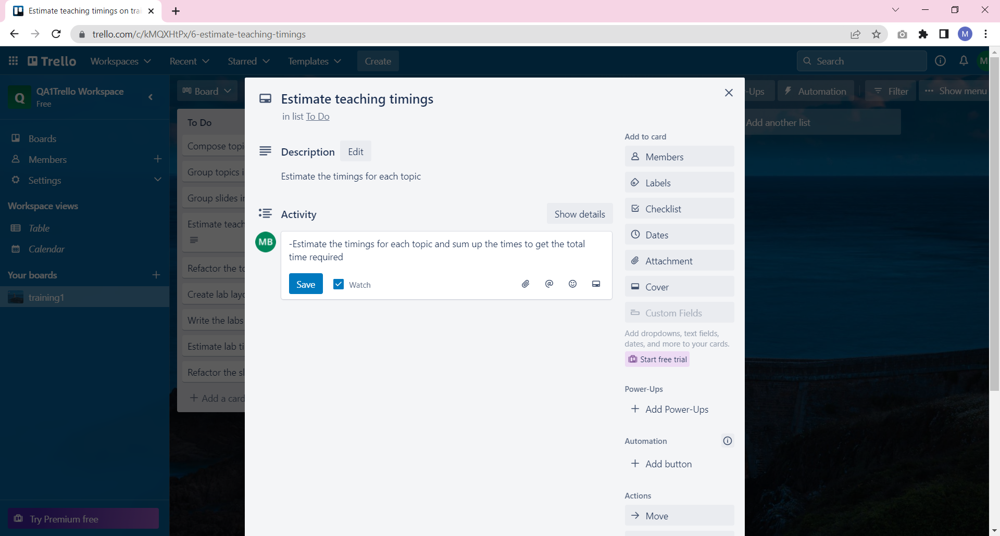 Estimate teaching timings on trai
trello.com/c/kMQXHtPx/6-estimate-teaching-timings
M
Trello
Workspaces
Recent
Starred
Templates
Create
Search
M
Q
QA1Trello Workspace
Free
Board
-Ups
Automation
Filter
Show menu
Boards
Members
Settings
Workspace views
Table
Calendar
Your boards
training1
Try Premium free
To Do
Compose topi
Group topics i
Group slides in
Estimate teach
Refactor the to
Create lab layo
Write the labs
Estimate lab ti
Refactor the sl
Add a card
Add another list
Estimate teaching timings
in list To Do
Description
Edit
Estimate the timings for each topic
Activity
Show details
MB
-Estimate the timings for each topic and sum up the times to get the total
time required
Save
Watch
Add to card
Members
Labels
Checklist
Dates
Attachment
Cover
Custom Fields
Add dropdowns, text fields,
dates, and more to your cards.
Start free trial
Power-Ups
Add Power-Ups
Automation
Add button
Actions
Move